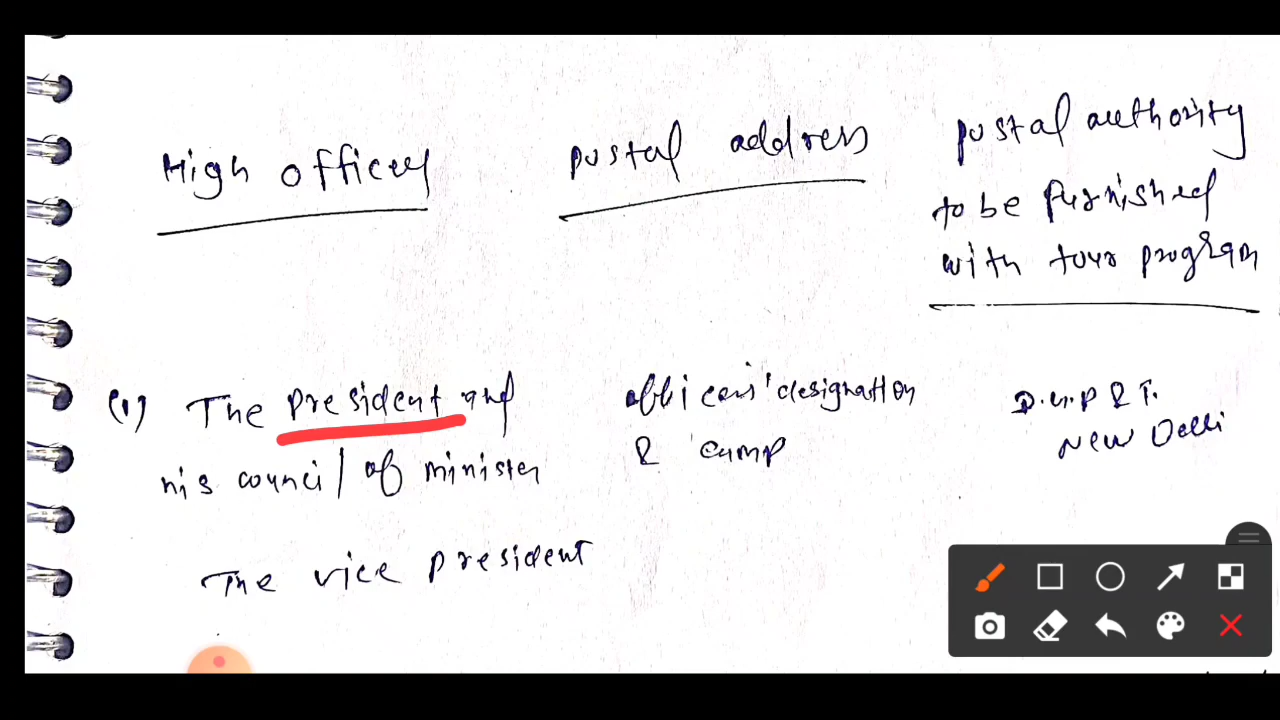 High officer
postal address
postal authority
to be furnished
with tour program
(1) The president and
his council of minister
officers' designation
& camp
D.G.P & T.
New Delhi
The vice president